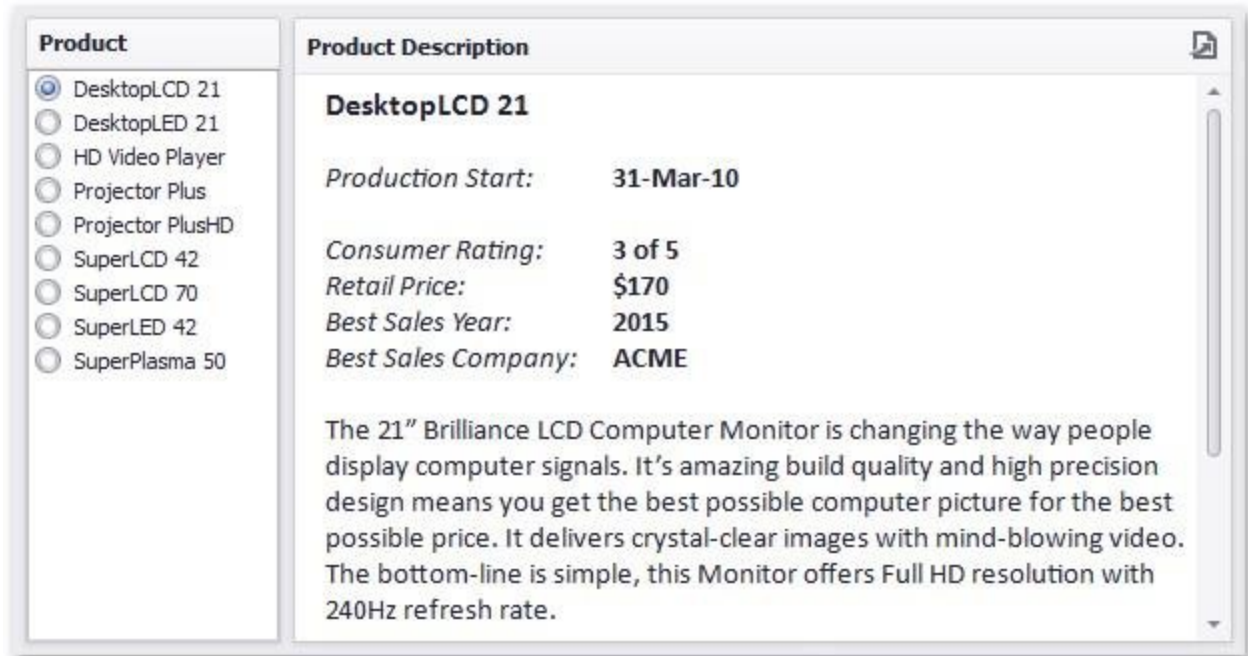 Product
DesktopLCD 21
DesktopLED 21
HD Video Player
Projector Plus
Projector PlusHD
SuperLCD 42
SuperLCD 70
SuperLED 42
SuperPlasma 50
Product Description
DesktopLCD 21
Production Start: 31-Mar-10
Consumer Rating: 3 of 5
Retail Price: $170
Best Sales Year: 2015
Best Sales Company: ACME
The 21” Brilliance LCD Computer Monitor is changing the way people
display computer signals. It’s amazing build quality and high precision
design means you get the best possible computer picture for the best
possible price. It delivers crystal-clear images with mind-blowing video.
The bottom-line is simple, this Monitor offers Full HD resolution with
240Hz refresh rate.